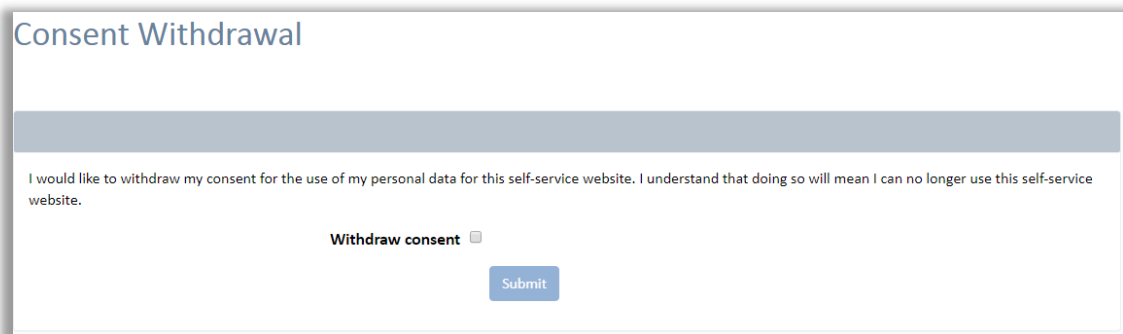 Consent Withdrawal
I would like to withdraw my consent for the use of my personal data for this self-service website. I understand that doing so will mean I can no longer use this self-service
website.
Withdraw consent
Submit